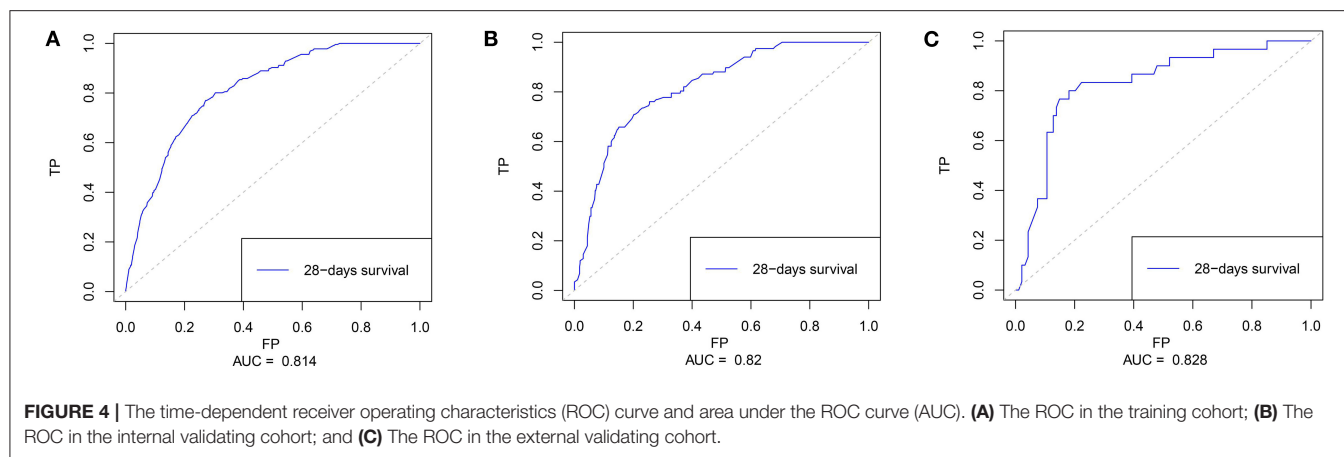 A
1.0
0.8
0.6
0.4
0.2
0.0
TP
28−days survival
0.0 0.2 0.4 0.6 0.8 1.0
FP
AUC = 0.814
B
1.0
0.8
0.6
0.4
0.2
0.0
TP
28−days survival
0.0 0.2 0.4 0.6 0.8 1.0
FP
AUC = 0.82
C
1.0
0.8
0.6
0.4
0.2
0.0
TP
28−days survival
0.0 0.2 0.4 0.6 0.8 1.0
FP
AUC = 0.828
FIGURE 4 | The time-dependent receiver operating characteristics (ROC) curve and area under the ROC curve (AUC). (A) The ROC in the training cohort; (B) The
ROC in the internal validating cohort; and (C) The ROC in the external validating cohort.